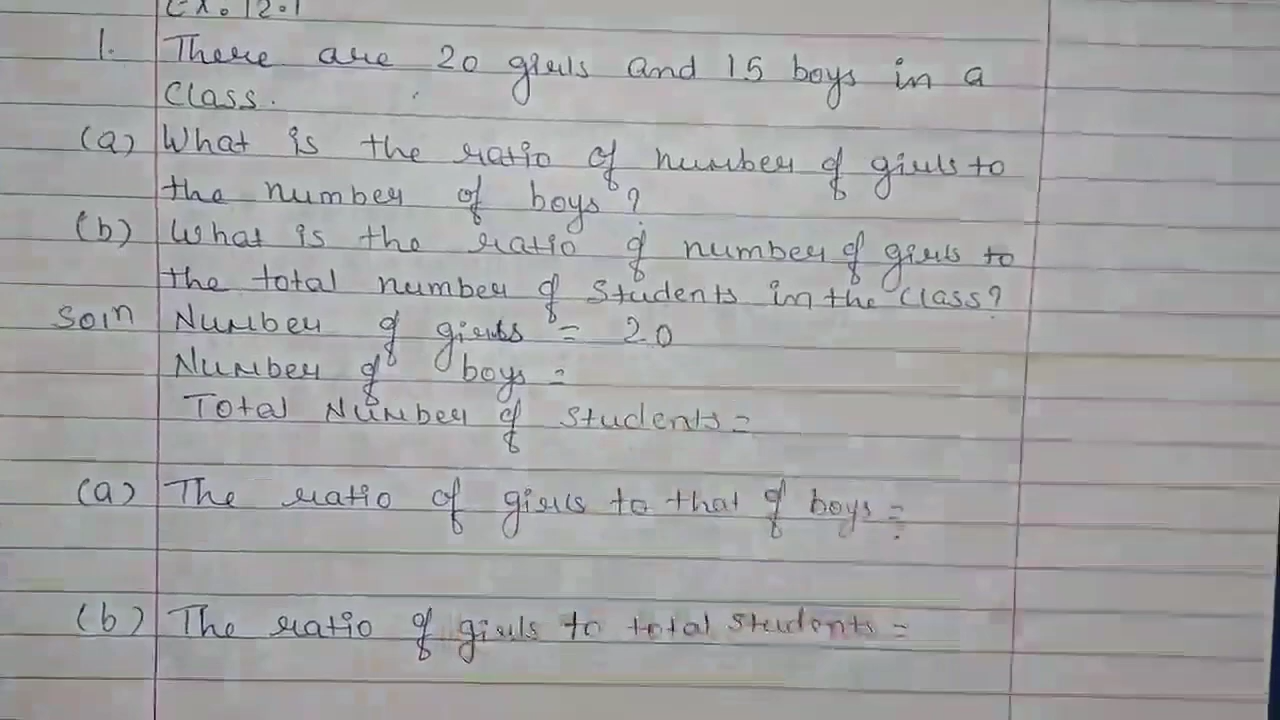 Ex. 12.1
1. There are 20 girls and 15 boys in a
Class.
(a) What is the ratio of number of girls to
the number of boys?
(b) What is the ratio of number of girls to
the total number of students in the class?
Soln Number of girls = 20
Number of boys =
Total Number of students =
(a) The ratio of girls to that of boys =
(b) The ratio of girls to total students =